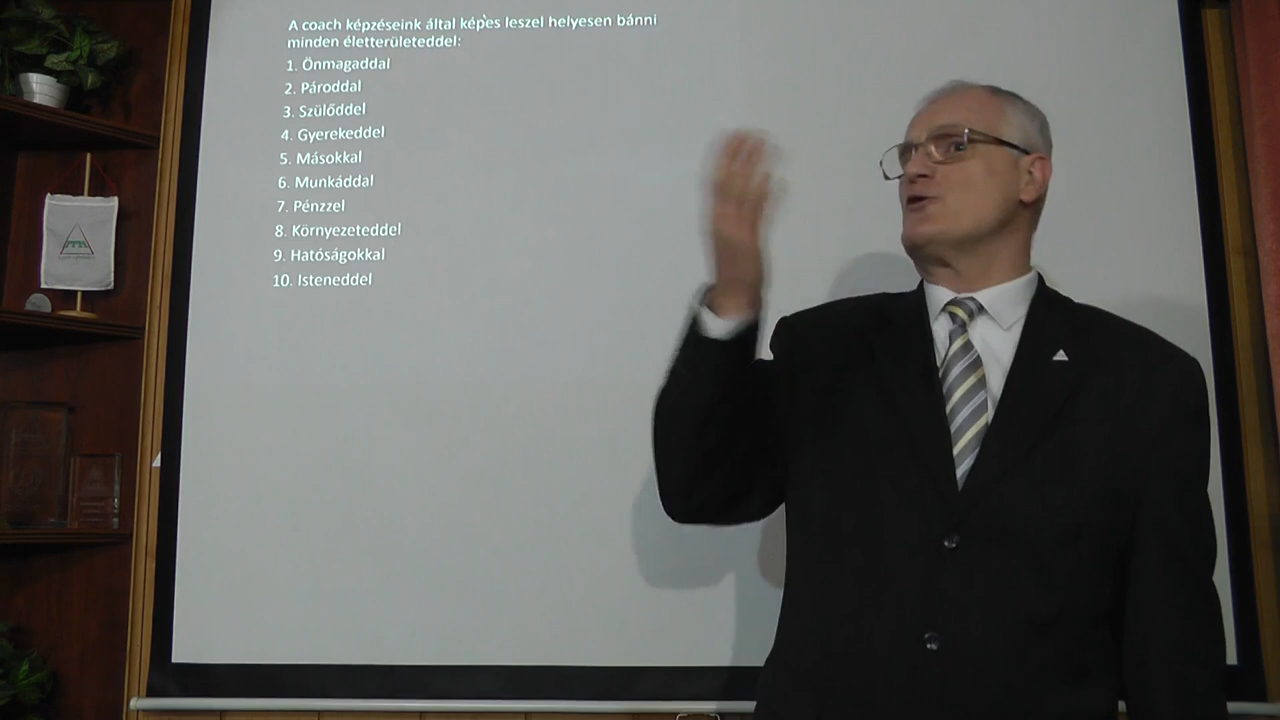 A coach képzéseink által képes leszel helyesen bánni
minden életterületeddel:
1. Önmagaddal
2. Pároddal
3. Szülőddel
4. Gyerekeddel
5. Másokkal
6. Munkáddal
7. Pénzzel
8. Környezeteddel
9. Hatóságokkal
10. Isteneddel